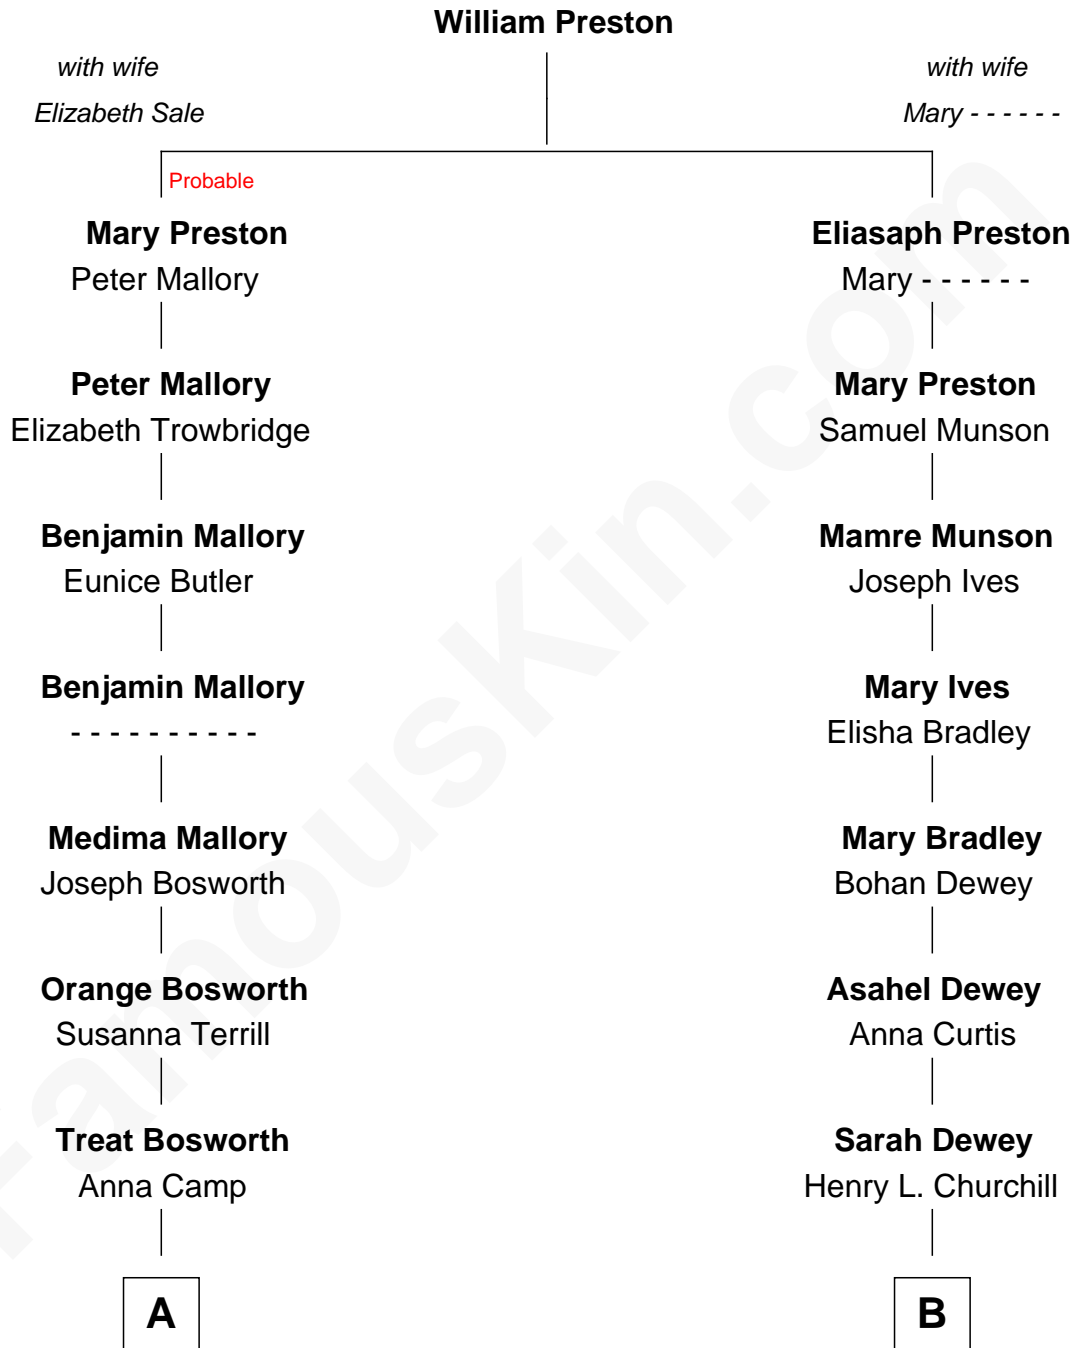 William Preston
with wife
Elizabeth Sale
with wife
Mary - - - - - -
Probable
Mary Preston
Peter Mallory
Peter Mallory
Elizabeth Trowbridge
Benjamin Mallory
Eunice Butler
Benjamin Mallory
- - - - - - - - - -
Medima Mallory
Joseph Bosworth
Orange Bosworth
Susanna Terrill
Treat Bosworth
Anna Camp
A
Eliasaph Preston
Mary - - - - - -
Mary Preston
Samuel Munson
Mamre Munson
Joseph Ives
Mary Ives
Elisha Bradley
Mary Bradley
Bohan Dewey
Asahel Dewey
Anna Curtis
Sarah Dewey
Henry L. Churchill
B
FamousKin.com